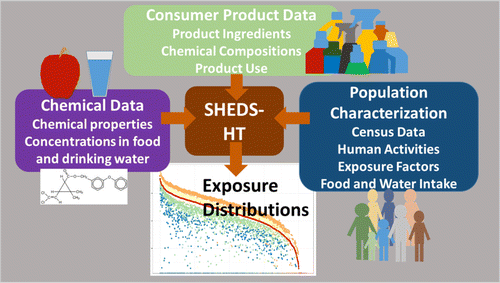 Consumer Product Data
Product Ingredients
Chemical Compositions
Product Use
Chemical Data
Chemical properties
Concentrations in food
and drinking water
SHEDS-
HT
Population
Characterization
Census Data
Human Activities
Exposure Factors
Food and Water Intake
Exposure
Distributions